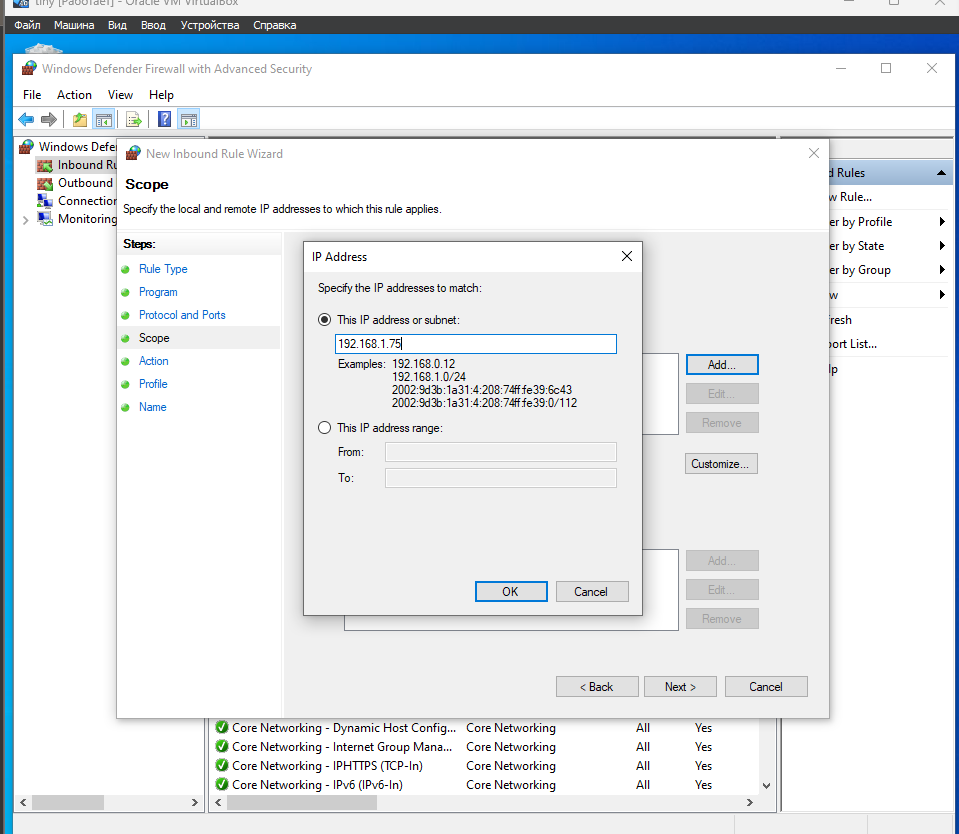 tiny [Работает] - Oracle VM VirtualBox
Файл Машина Вид Ввод Устройства Справка
Windows Defender Firewall with Advanced Security
File Action View Help
Windows Defe
Inbound Ru
Outbound
Connection
Monitoring
New Inbound Rule Wizard
Scope
Specify the local and remote IP addresses to which this rule applies.
Steps:
Rule Type
Program
Protocol and Ports
Scope
Action
Profile
Name
IP Address
Specify the IP addresses to match:
This IP address or subnet:
192.168.1.75
Examples: 192.168.0.12
192.168.1.0/24
2002:9d3b:1a31:4:208:74ff:fe39:6c43
2002:9d3b:1a31:4:208:74ff:fe39:0/112
This IP address range:
From:
To:
OK Cancel
Add...
Edit...
Remove
Customize...
Add...
Edit...
Remove
< Back Next > Cancel
d Rules
w Rule...
er by Profile
er by State
er by Group
w
resh
port List...
lp
Core Networking - Dynamic Host Config... Core Networking All Yes
Core Networking - Internet Group Mana... Core Networking All Yes
Core Networking - IPHTTPS (TCP-In) Core Networking All Yes
Core Networking - IPv6 (IPv6-In) Core Networking All Yes